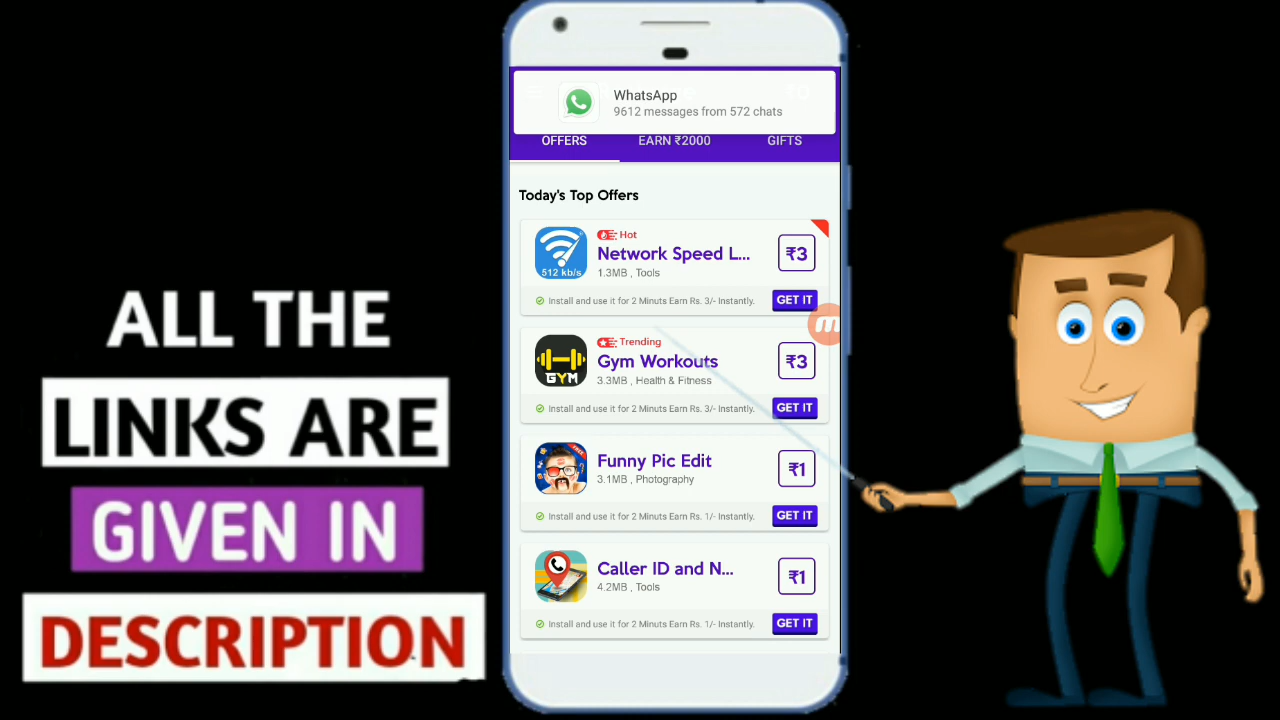 ALL THE
LINKS ARE
GIVEN IN
DESCRIPTION
WhatsApp
9612 messages from 572 chats
OFFERS
EARN ₹2000
GIFTS
Today's Top Offers
Hot
Network Speed L...
1.3MB , Tools
₹3
512 kb/s
Install and use it for 2 Minuts Earn Rs. 3/- Instantly.
GET IT
Trending
Gym Workouts
3.3MB , Health & Fitness
₹3
GYM
Install and use it for 2 Minuts Earn Rs. 3/- Instantly.
GET IT
Funny Pic Edit
3.1MB , Photography
₹1
Install and use it for 2 Minuts Earn Rs. 1/- Instantly.
GET IT
Caller ID and N...
4.2MB , Tools
₹1
Install and use it for 2 Minuts Earn Rs. 1/- Instantly.
GET IT